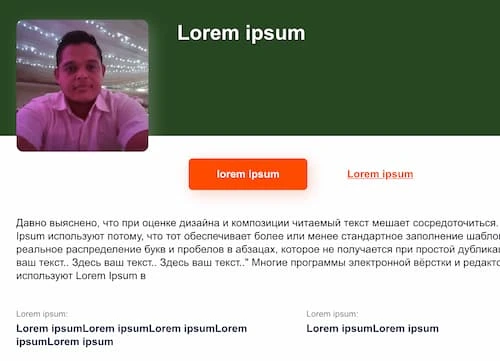 Lorem ipsum
lorem ipsum
Lorem ipsum
Давно выяснено, что при оценке дизайна и композиции читаемый текст мешает сосредоточиться.
Ipsum используют потому, что тот обеспечивает более или менее стандартное заполнение шабло
реальное распределение букв и пробелов в абзацах, которое не получается при простой дублика
ваш текст.. Здесь ваш текст.. Здесь ваш текст.." Многие программы электронной вёрстки и редакто
используют Lorem Ipsum в
Lorem ipsum:
Lorem ipsum:
Lorem ipsumLorem ipsumLorem ipsumLorem
ipsumLorem ipsum
Lorem ipsumLorem ipsum